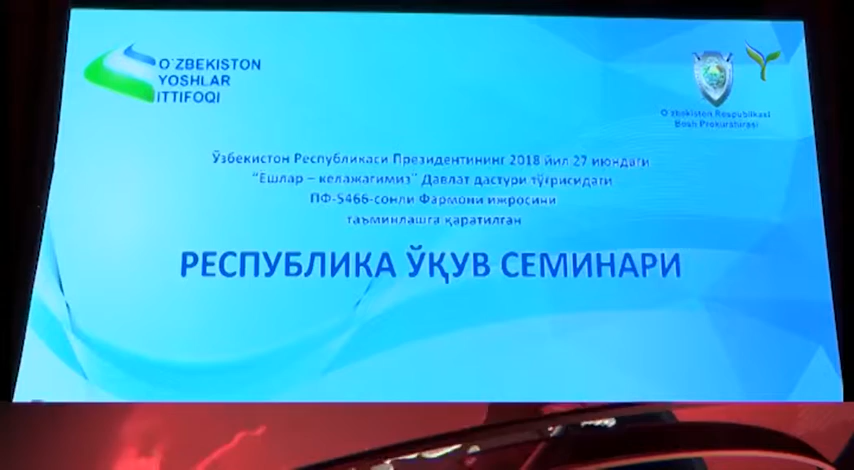 O`ZBEKISTON
YOSHLAR
ITTIFOQI
O`zbekiston Respublikasi
Bosh Prokuraturasi
Ўзбекистон Республикаси Президентининг 2018 йил 27 июндаги
"Ёшлар – келажагимиз" Давлат дастури тўғрисидаги
ПФ-5466-сонли Фармони ижросини
таъминлашга қаратилган
РЕСПУБЛИКА ЎҚУВ СЕМИНАРИ